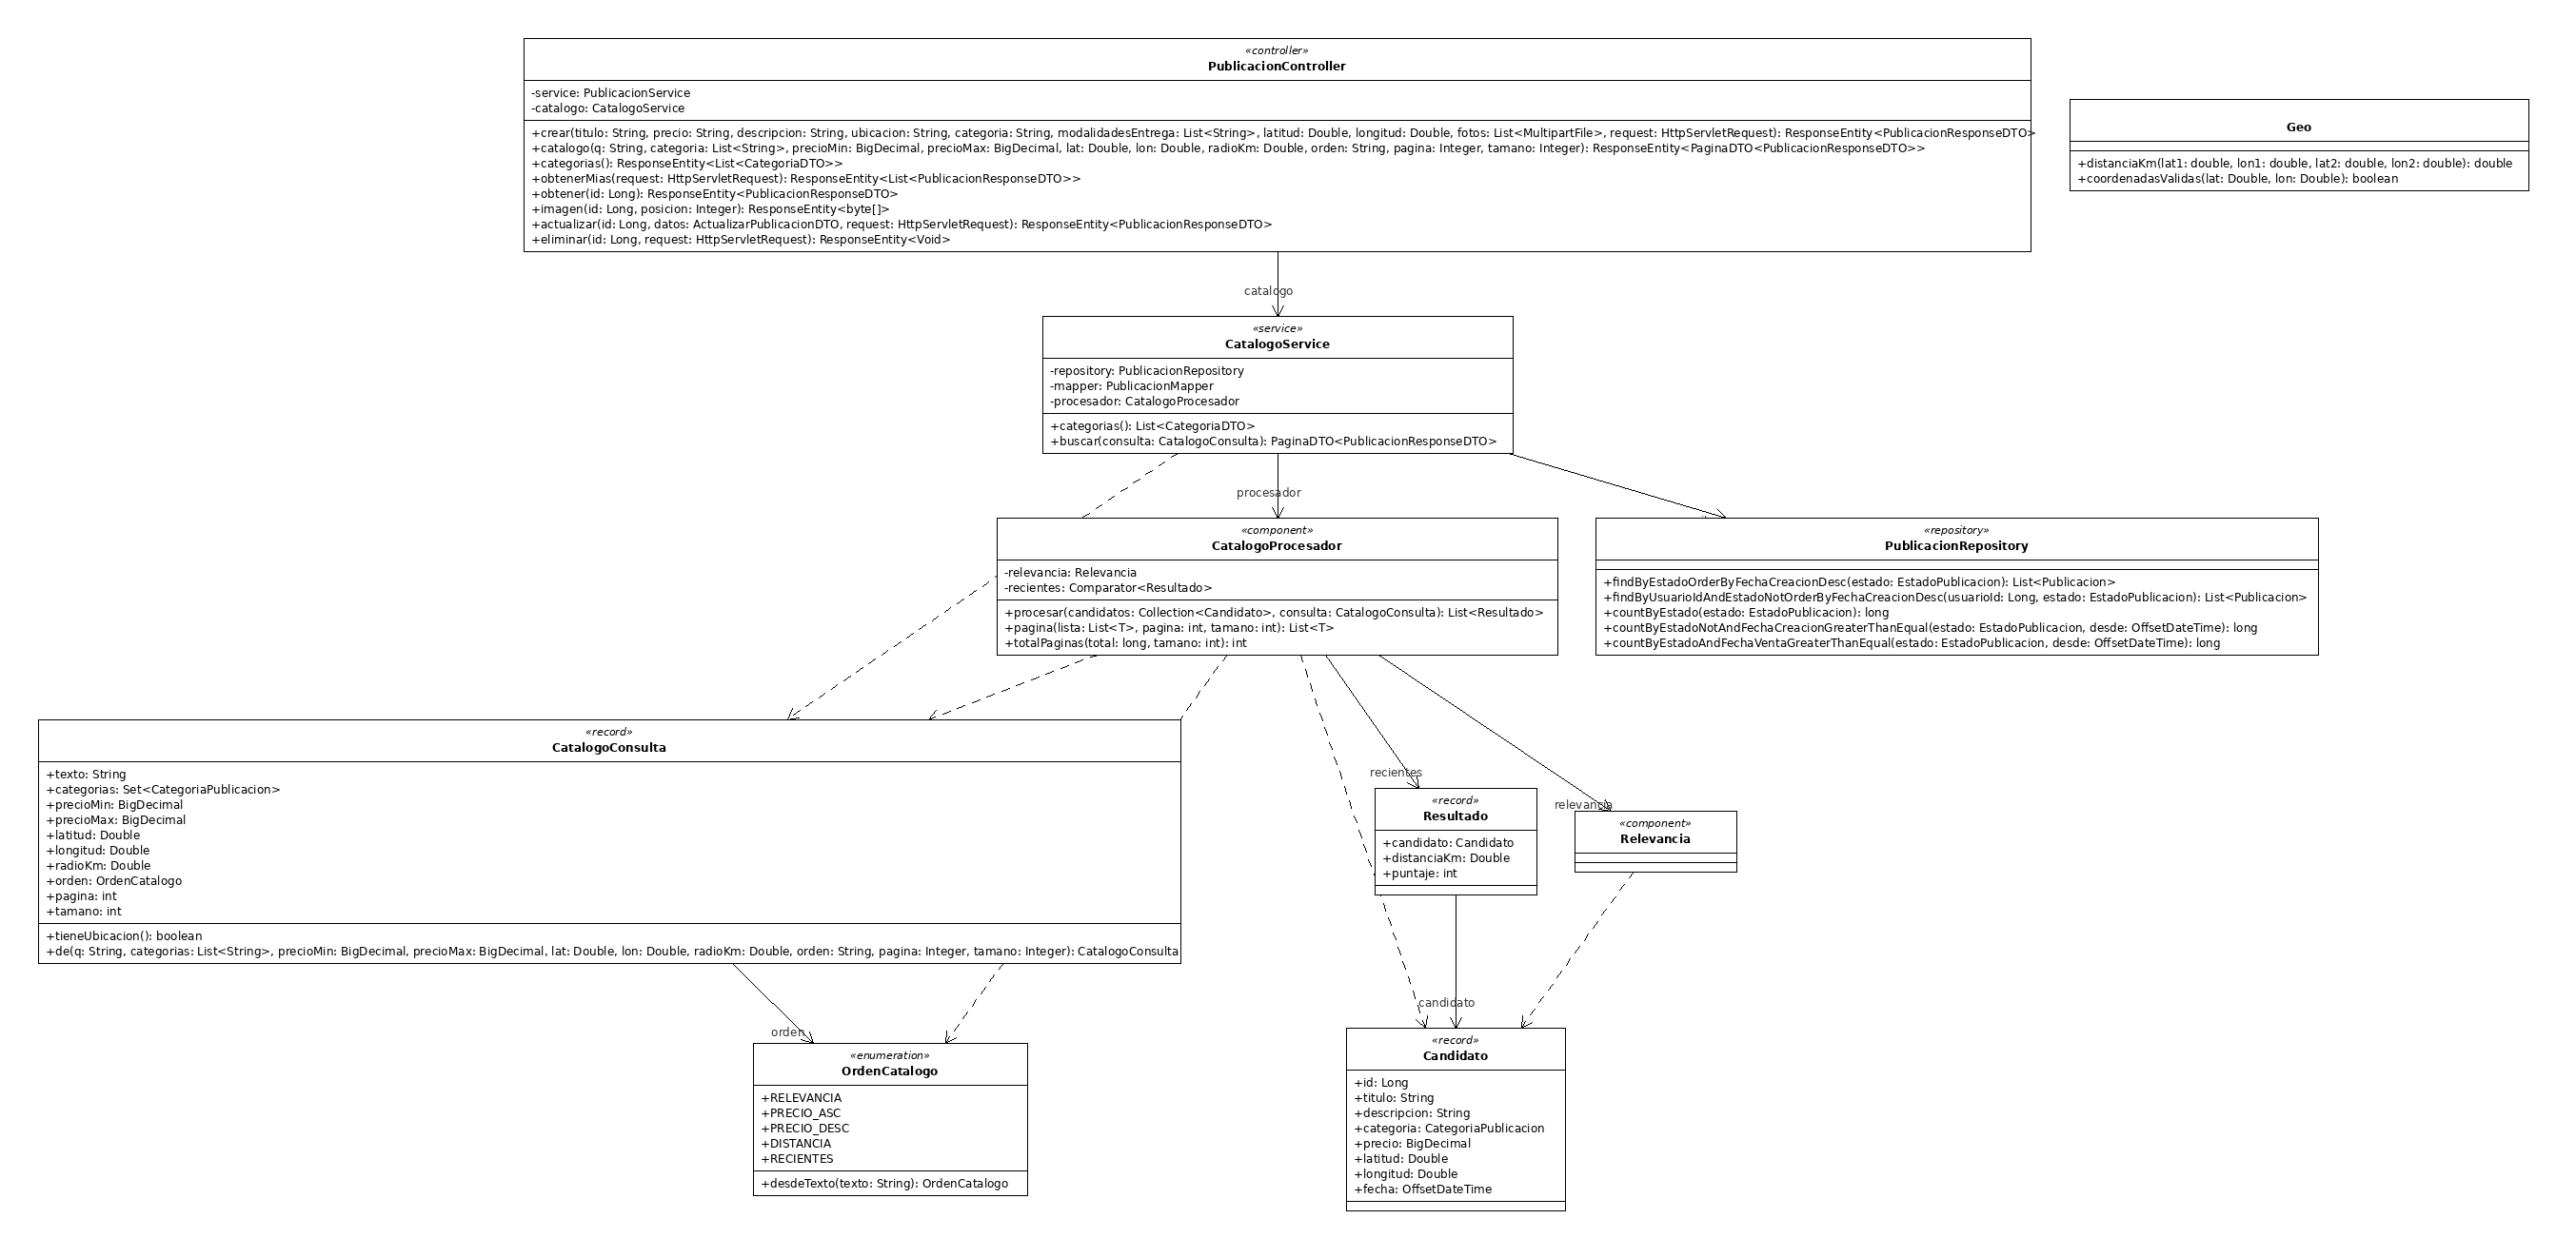 «controller»
PublicacionController
-service: PublicacionService
-catalogo: CatalogoService
+crear(titulo: String, precio: String, descripcion: String, ubicacion: String, categoria: String, modalidadesEntrega: List<String>, latitud: Double, longitud: Double, fotos: List<MultipartFile>, request: HttpServletRequest): ResponseEntity<PublicacionResponseDTO>
+catalogo(q: String, categoria: List<String>, precioMin: BigDecimal, precioMax: BigDecimal, lat: Double, lon: Double, radioKm: Double, orden: String, pagina: Integer, tamano: Integer): ResponseEntity<PaginaDTO<PublicacionResponseDTO>>
+categorias(): ResponseEntity<List<CategoriaDTO>>
+obtenerMias(request: HttpServletRequest): ResponseEntity<List<PublicacionResponseDTO>>
+obtener(id: Long): ResponseEntity<PublicacionResponseDTO>
+imagen(id: Long, posicion: Integer): ResponseEntity<byte[]>
+actualizar(id: Long, datos: ActualizarPublicacionDTO, request: HttpServletRequest): ResponseEntity<PublicacionResponseDTO>
+eliminar(id: Long, request: HttpServletRequest): ResponseEntity<Void>
Geo
+distanciaKm(lat1: double, lon1: double, lat2: double, lon2: double): double
+coordenadasValidas(lat: Double, lon: Double): boolean
catalogo
«service»
CatalogoService
-repository: PublicacionRepository
-mapper: PublicacionMapper
-procesador: CatalogoProcesador
+categorias(): List<CategoriaDTO>
+buscar(consulta: CatalogoConsulta): PaginaDTO<PublicacionResponseDTO>
procesador
«component»
CatalogoProcesador
-relevancia: Relevancia
-recientes: Comparator<Resultado>
+procesar(candidatos: Collection<Candidato>, consulta: CatalogoConsulta): List<Resultado>
+pagina(lista: List<T>, pagina: int, tamano: int): List<T>
+totalPaginas(total: long, tamano: int): int
«repository»
PublicacionRepository
+findByEstadoOrderByFechaCreacionDesc(estado: EstadoPublicacion): List<Publicacion>
+findByUsuarioIdAndEstadoNotOrderByFechaCreacionDesc(usuarioId: Long, estado: EstadoPublicacion): List<Publicacion>
+countByEstado(estado: EstadoPublicacion): long
+countByEstadoNotAndFechaCreacionGreaterThanEqual(estado: EstadoPublicacion, desde: OffsetDateTime): long
+countByEstadoAndFechaVentaGreaterThanEqual(estado: EstadoPublicacion, desde: OffsetDateTime): long
«record»
CatalogoConsulta
+texto: String
+categorias: Set<CategoriaPublicacion>
+precioMin: BigDecimal
+precioMax: BigDecimal
+latitud: Double
+longitud: Double
+radioKm: Double
+orden: OrdenCatalogo
+pagina: int
+tamano: int
+tieneUbicacion(): boolean
+de(q: String, categorias: List<String>, precioMin: BigDecimal, precioMax: BigDecimal, lat: Double, lon: Double, radioKm: Double, orden: String, pagina: Integer, tamano: Integer): CatalogoConsulta
recientes
«record»
Resultado
+candidato: Candidato
+distanciaKm: Double
+puntaje: int
relevancia
«component»
Relevancia
orden
«enumeration»
OrdenCatalogo
+RELEVANCIA
+PRECIO_ASC
+PRECIO_DESC
+DISTANCIA
+RECIENTES
+desdeTexto(texto: String): OrdenCatalogo
candidato
«record»
Candidato
+id: Long
+titulo: String
+descripcion: String
+categoria: CategoriaPublicacion
+precio: BigDecimal
+latitud: Double
+longitud: Double
+fecha: OffsetDateTime